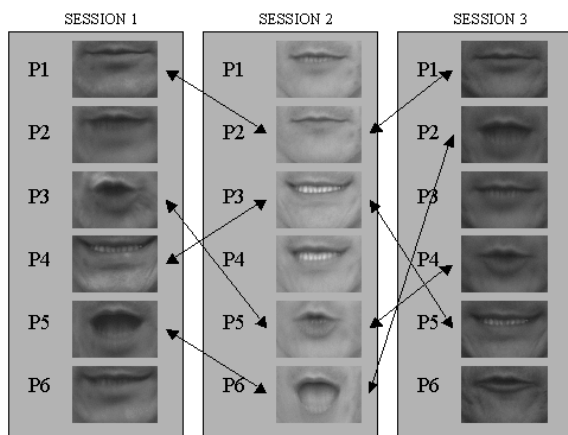 SESSION 1 SESSION 2 SESSION 3
P1 P1 P1
P2 P2 P2
P3 P3 P3
P4 P4 P4
P5 P5 P5
P6 P6 P6